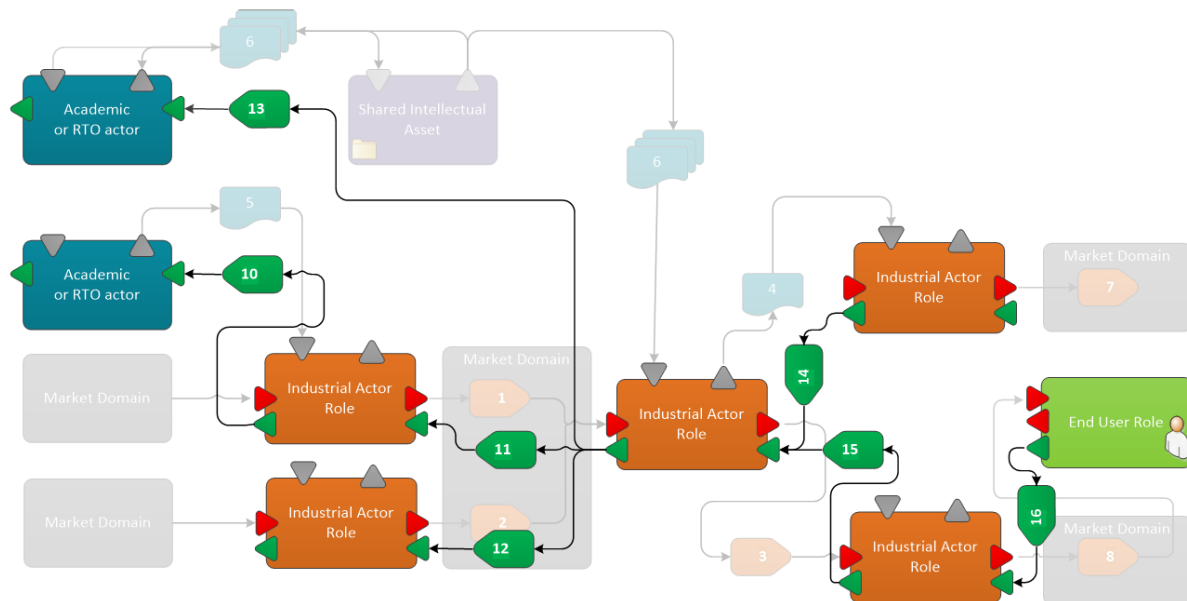 6
Academic
or RTO actor
13
Shared Intellectual
Asset
6
5
Academic
or RTO actor
10
4
Industrial Actor
Role
Market Domain
7
14
Market Domain
Industrial Actor
Role
Market Domain
1
11
Industrial Actor
Role
15
End User Role
Market Domain
Industrial Actor
Role
2
12
3
Industrial Actor
Role
16
Market Domain
8